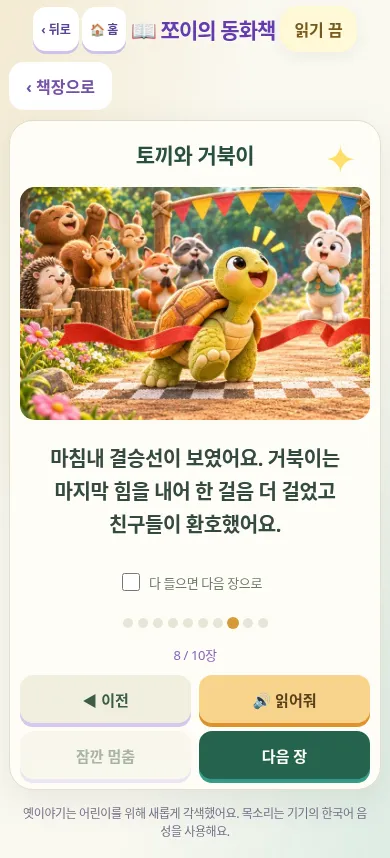 ‹ 뒤로
🏠 홈
📖 쪼이의 동화책
읽기 끝
‹ 책장으로
토끼와 거북이
마침내 결승선이 보였어요. 거북이는
마지막 힘을 내어 한 걸음 더 걸었고
친구들이 환호했어요.
다 들으면 다음 장으로
8 / 10장
◀ 이전
🔊 읽어줘
잠깐 멈춤
다음 장
옛이야기는 어린이를 위해 새롭게 각색했어요. 목소리는 기기의 한국어 음
성을 사용해요.